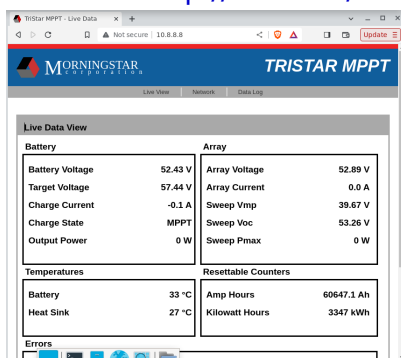 TriStar MPPT - Live Data
Not secure 10.8.8.8
Update
MORNINGSTAR
corporation
TRISTAR MPPT
Live View Network Data Log
Live Data View
Battery
Battery Voltage 52.43 V
Target Voltage 57.44 V
Charge Current -0.1 A
Charge State MPPT
Output Power 0 W
Array
Array Voltage 52.89 V
Array Current 0.0 A
Sweep Vmp 39.67 V
Sweep Voc 53.26 V
Sweep Pmax 0 W
Temperatures
Battery 33 °C
Heat Sink 27 °C
Resettable Counters
Amp Hours 60647.1 Ah
Kilowatt Hours 3347 kWh
Errors